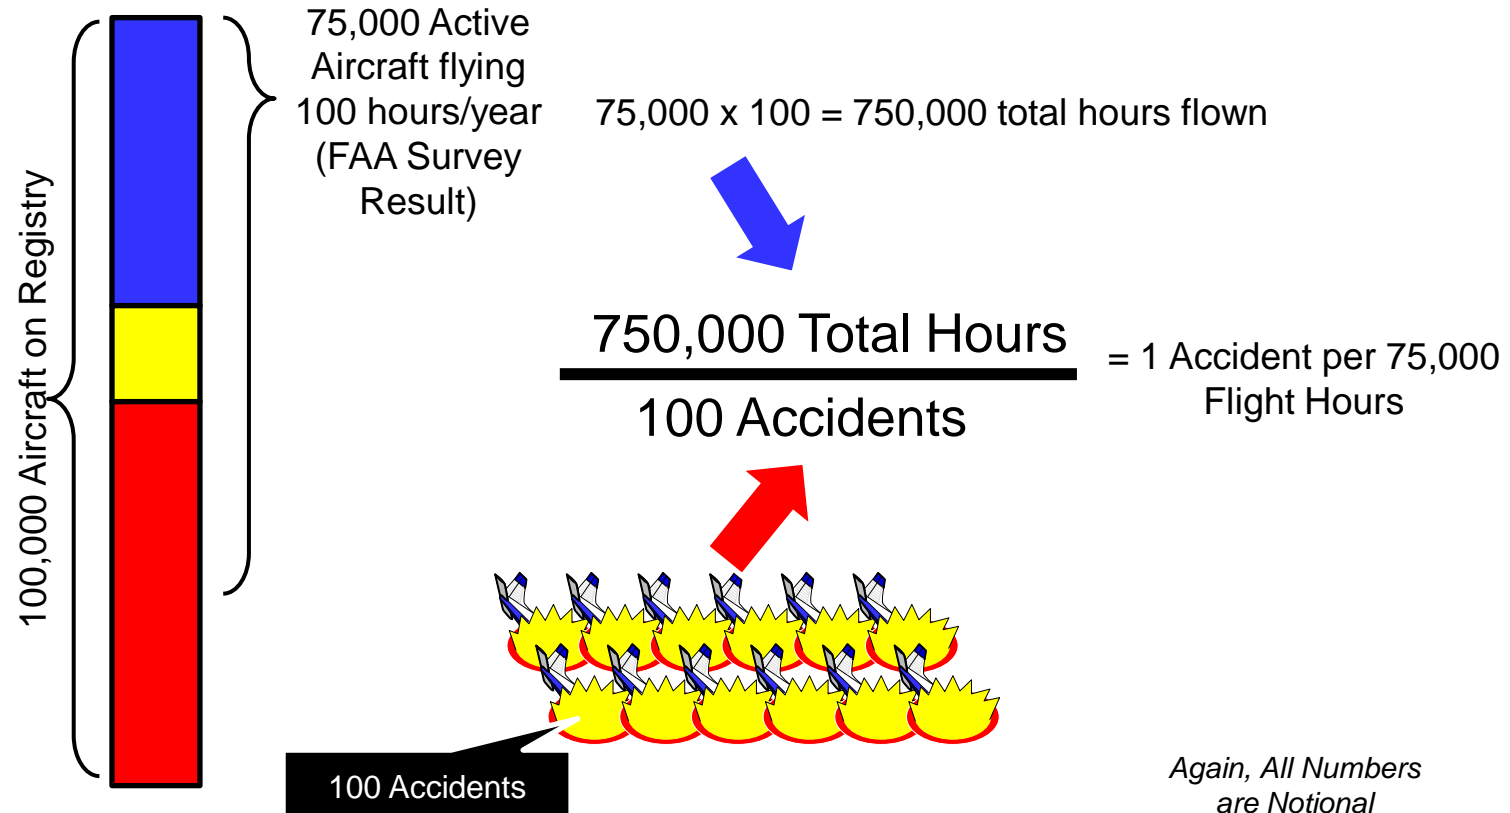 100,000 Aircraft on Registry
75,000 Active
Aircraft flying
100 hours/year
(FAA Survey
Result)
75,000 x 100 = 750,000 total hours flown
750,000 Total Hours
100 Accidents
= 1 Accident per 75,000
Flight Hours
100 Accidents
Again, All Numbers
are Notional